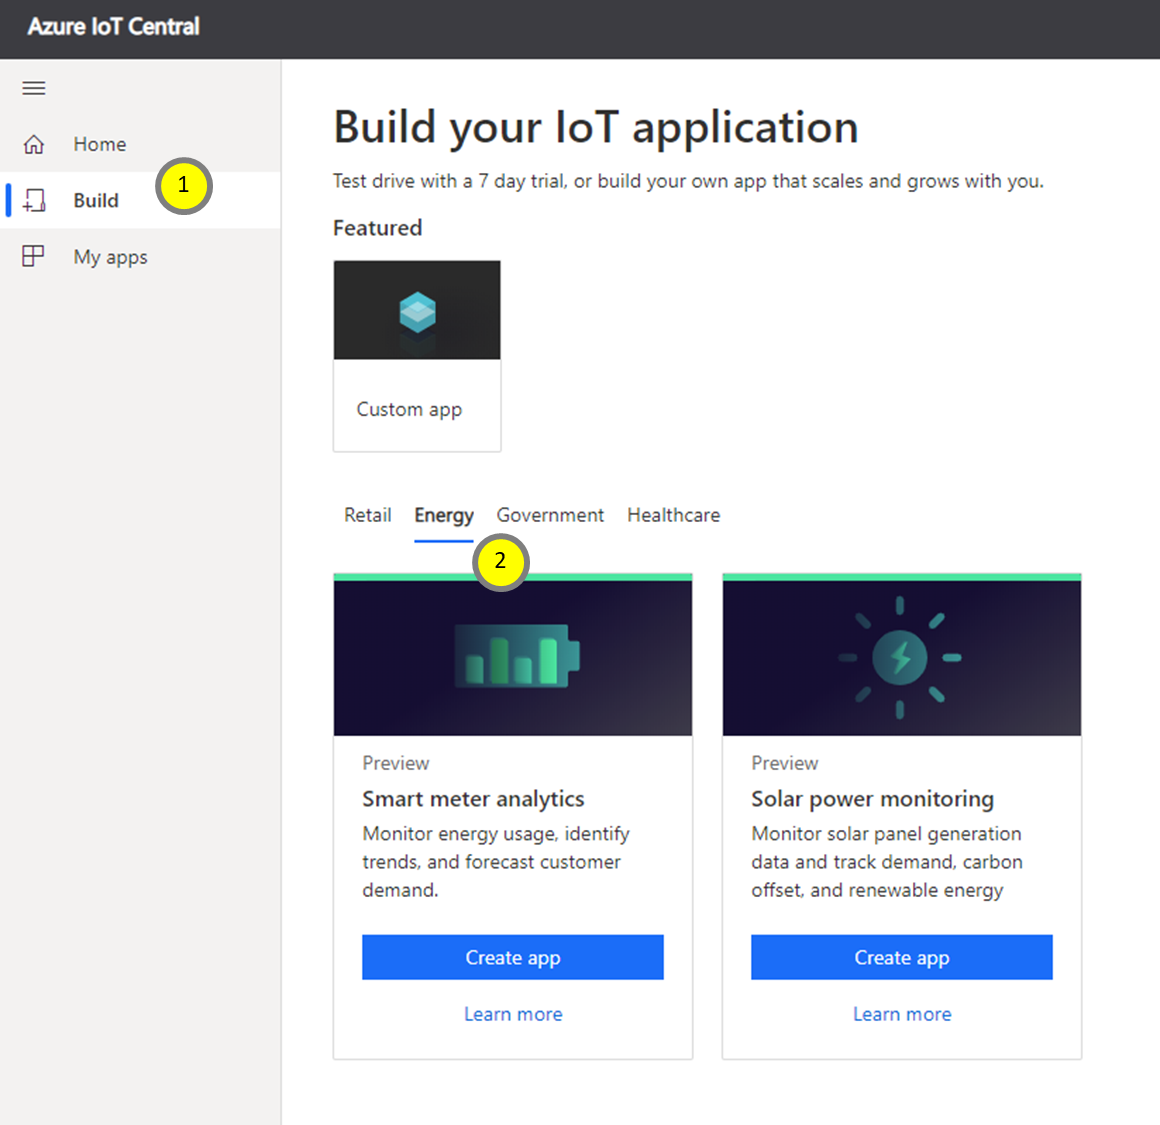 Azure IoT Central
Home
1
Build
My apps
Build your IoT application
Test drive with a 7 day trial, or build your own app that scales and grows with you.
Featured
Custom app
Retail Energy Government Healthcare
2
Preview
Smart meter analytics
Monitor energy usage, identify
trends, and forecast customer
demand.
Create app
Learn more
Preview
Solar power monitoring
Monitor solar panel generation
data and track demand, carbon
offset, and renewable energy
Create app
Learn more